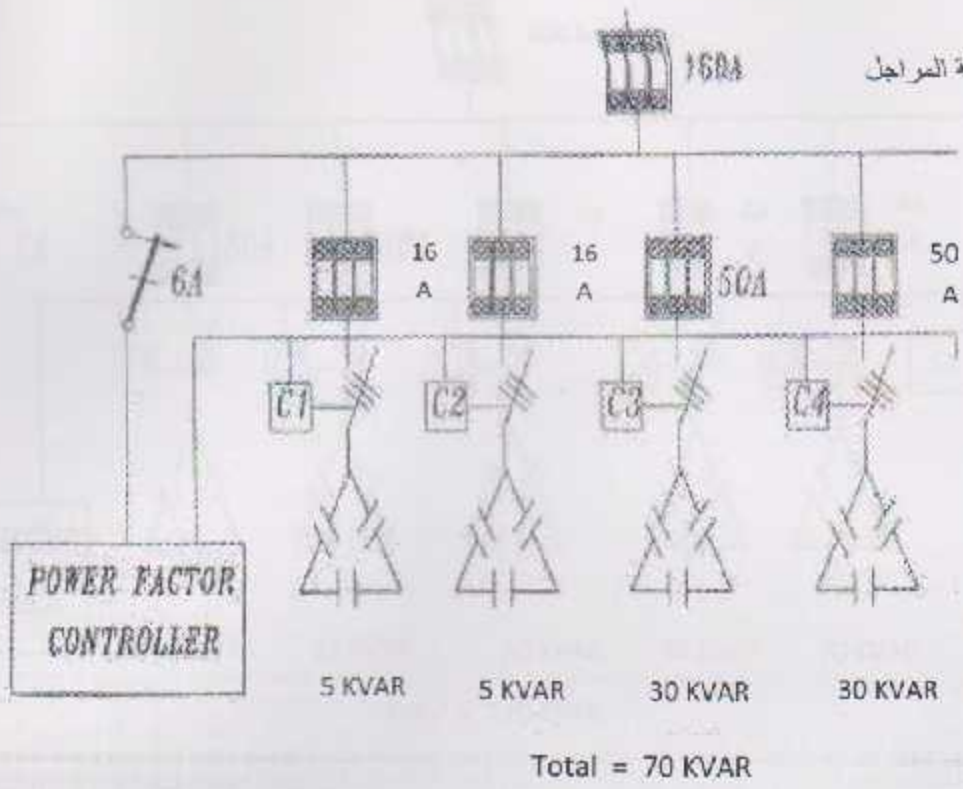 160A
ة المراجل
6A
16
A
16
A
50A
50
A
C1
C2
C3
C4
POWER FACTOR
CONTROLLER
5 KVAR
5 KVAR
30 KVAR
30 KVAR
Total = 70 KVAR